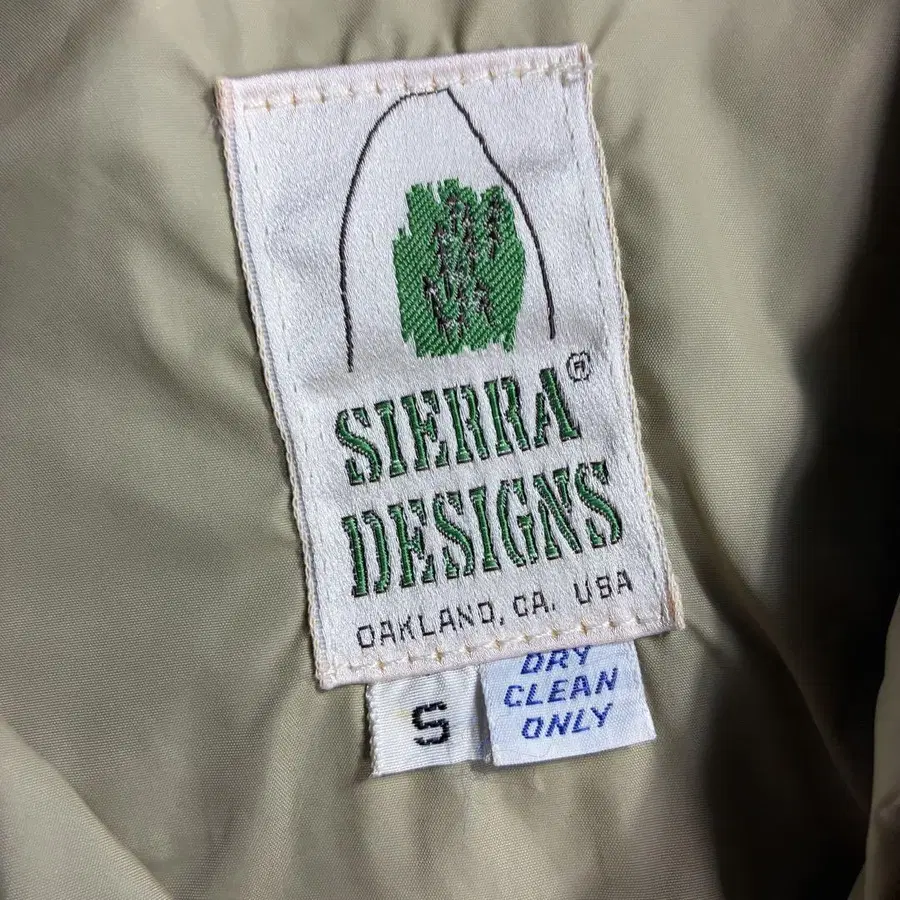 SIERRA®
DESIGNS
OAKLAND, CA. USA
S
DRY
CLEAN
ONLY